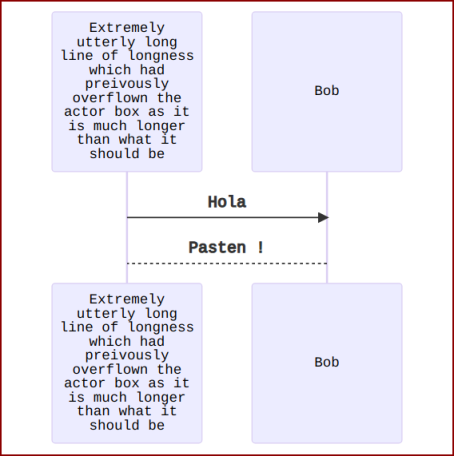 Extremely
utterly long
line of longness
which had
preivously
overflown the
actor box as it
is much longer
than what it
should be
Bob
Hola
Pasten !
Extremely
utterly long
line of longness
which had
preivously
overflown the
actor box as it
is much longer
than what it
should be
Bob